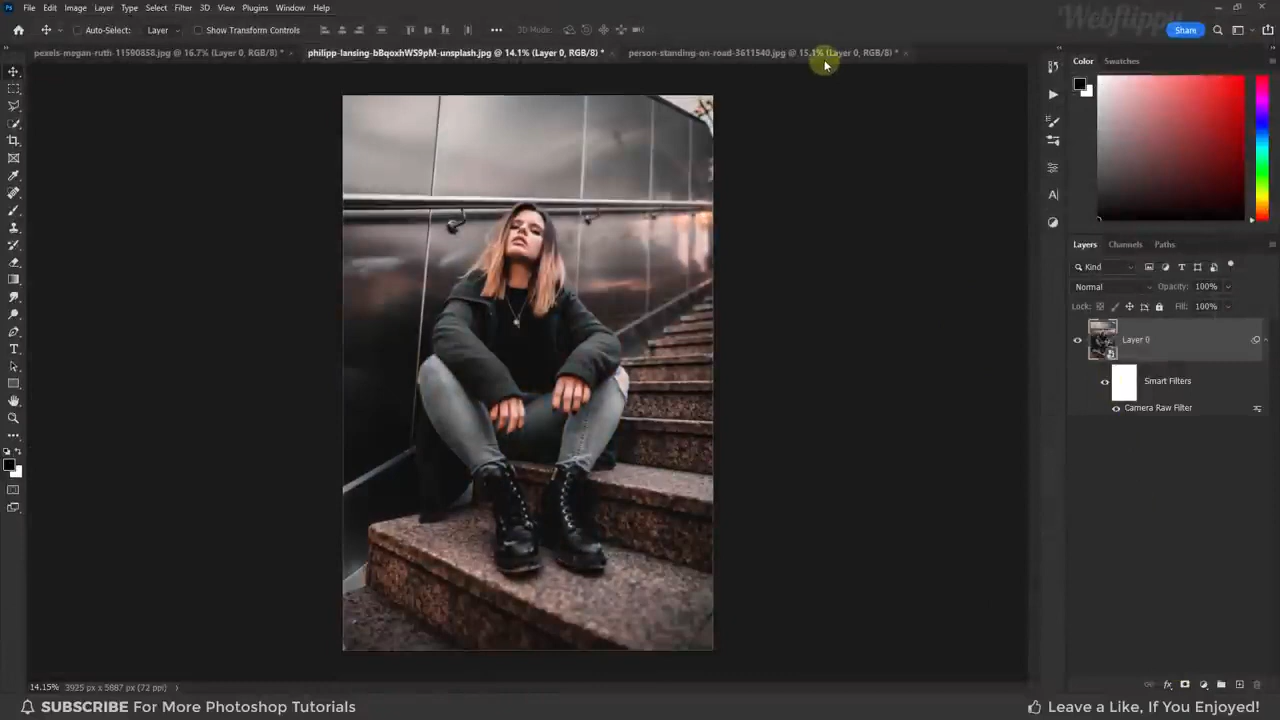 Ps File Edit Image Layer Type Select Filter 3D View Plugins Window Help
Webflippy
Auto-Select: Layer Show Transform Controls 3D Mode: Share
pexels-megan-ruth-11590858.jpg @ 16.7% (Layer 0, RGB/8) * × philipp-lansing-bBqoxhWS9pM-unsplash.jpg @ 14.1% (Layer 0, RGB/8) * × person-standing-on-road-3611540.jpg @ 15.1% (Layer 0, RGB/8) * ×
Color Swatches
Layers Channels Paths
Kind
Normal Opacity: 100%
Lock: Fill: 100%
Layer 0
Smart Filters
Camera Raw Filter
14.15% 3925 px x 5887 px (72 ppi)
SUBSCRIBE For More Photoshop Tutorials Leave a Like, If You Enjoyed!